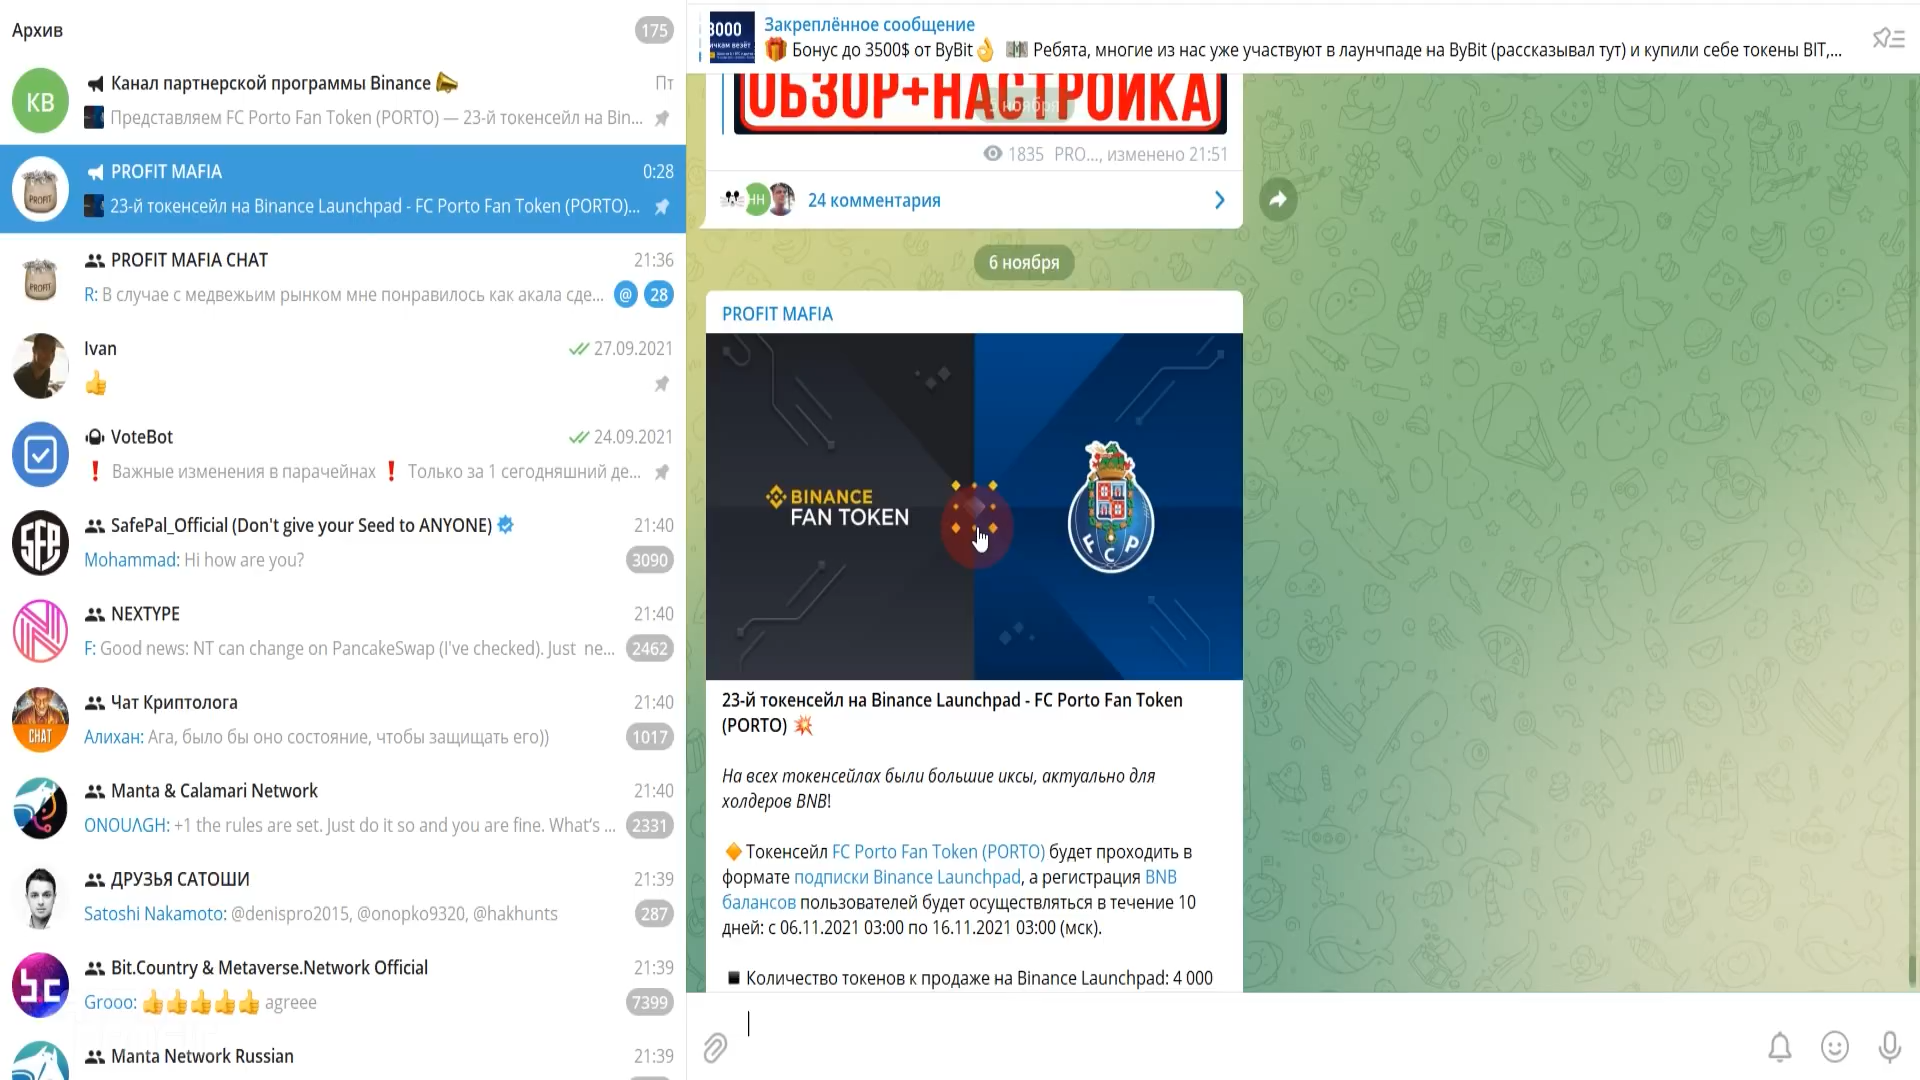 Архив
175
КВ
Канал партнерской программы Binance
Пт
Представляем FC Porto Fan Token (PORTO) — 23-й токенсейл на Bin...
PROFIT
PROFIT MAFIA
0:28
23-й токенсейл на Binance Launchpad - FC Porto Fan Token (PORTO)...
PROFIT
PROFIT MAFIA CHAT
21:36
R: В случае с медвежьим рынком мне понравилось как акала сде...
@
28
Ivan
27.09.2021
VoteBot
24.09.2021
❗ Важные изменения в парачейнах ❗ Только за 1 сегодняшний де...
SFP
SafePal_Official (Don't give your Seed to ANYONE)
21:40
Mohammad: Hi how are you?
3090
NEXTYPE
21:40
F: Good news: NT can change on PancakeSwap (I've checked). Just ne...
2462
CHAT
Чат Криптолога
21:40
Алихан: Ага, было бы оно состояние, чтобы защищать его))
1017
Manta & Calamari Network
21:40
ONOUΛGH: +1 the rules are set. Just do it so and you are fine. What's ...
2331
ДРУЗЬЯ САТОШИ
21:39
Satoshi Nakamoto: @denispro2015, @onopko9320, @hakhunts
287
Bit.Country & Metaverse.Network Official
21:39
Grooo: 👍👍👍👍👍 agreee
7399
Manta Network Russian
21:39
Закреплённое сообщение
🎁 Бонус до 3500$ от ByBit👌 💵 Ребята, многие из нас уже участвуют в лаунчпаде на ByBit (рассказывал тут) и купили себе токены BIT,...
ОБЗОР+НАСТРОЙКА
5 ноября
1835 PRO..., изменено 21:51
НН
24 комментария
6 ноября
PROFIT MAFIA
BINANCE
FAN TOKEN
FCP
23-й токенсейл на Binance Launchpad - FC Porto Fan Token
(PORTO) 💥
На всех токенсейлах были большие иксы, актуально для
холдеров BNB!
🔸Токенсейл FC Porto Fan Token (PORTO) будет проходить в
формате подписки Binance Launchpad, а регистрация BNB
балансов пользователей будет осуществляться в течение 10
дней: с 06.11.2021 03:00 по 16.11.2021 03:00 (мск).
◾ Количество токенов к продаже на Binance Launchpad: 4 000